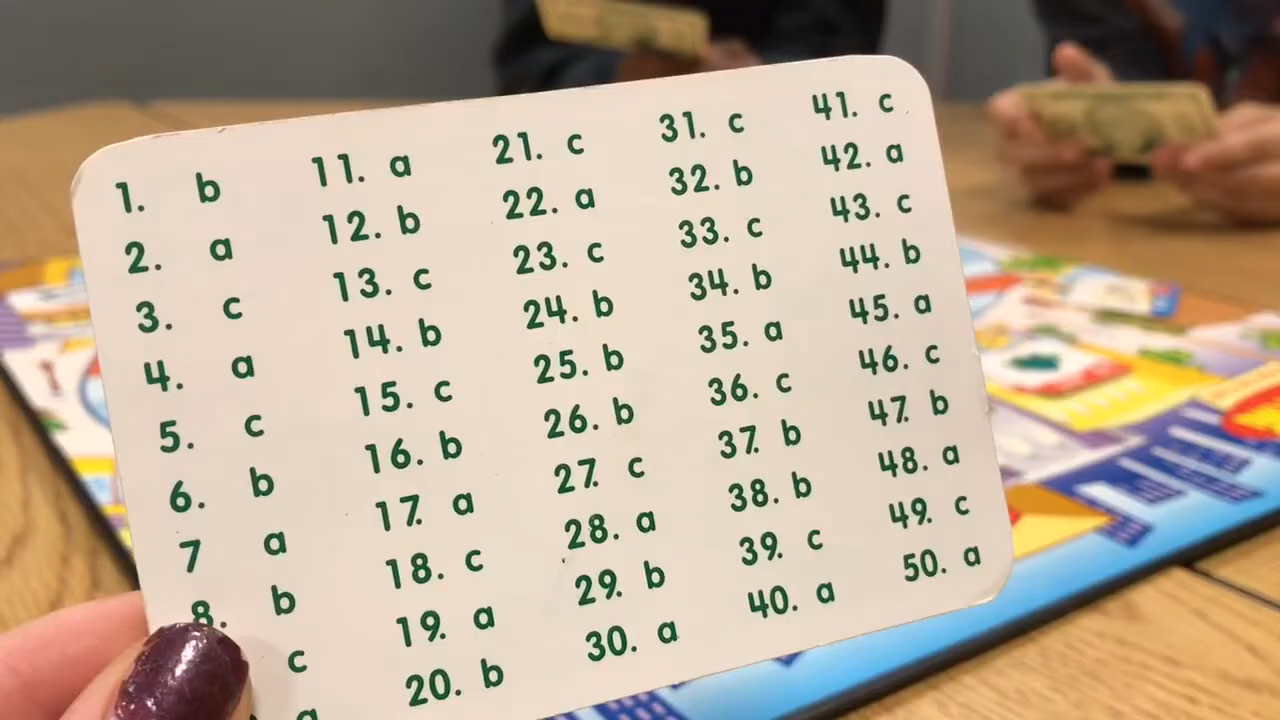 1. b
2. a
3. c
4. a
5. c
6. b
7 a
8. b
c
a
11. a
12. b
13. c
14. b
15. c
16. b
17. a
18. c
19. a
20. b
21. c
22. a
23. c
24. b
25. b
26. b
27. c
28. a
29. b
30. a
31. c
32. b
33. c
34. b
35. a
36. c
37. b
38. b
39. c
40. a
41. c
42. a
43. c
44. b
45. a
46. c
47. b
48. a
49. c
50. a